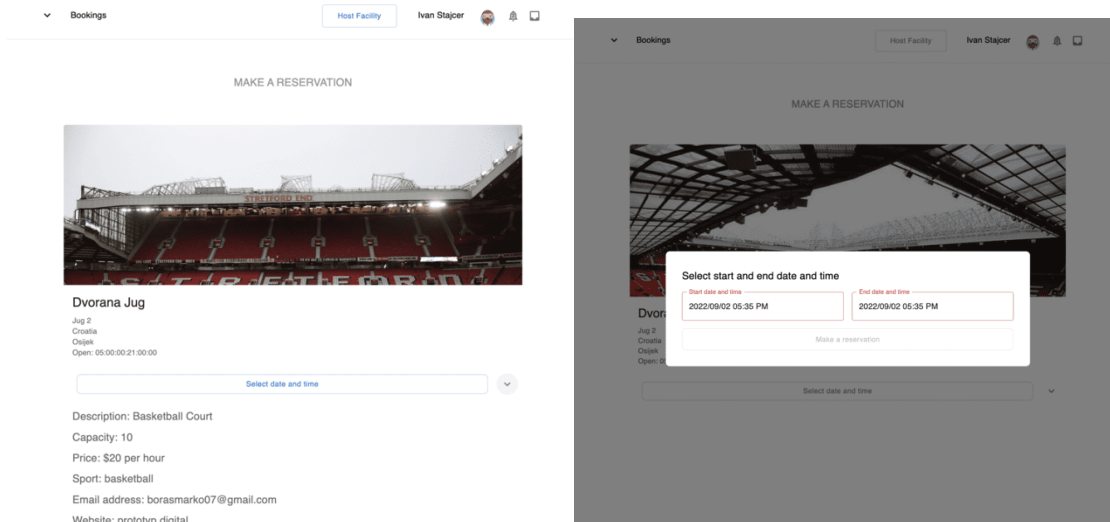 Bookings
Host Facility
Ivan Stajcer
MAKE A RESERVATION
STRETFORD END
STRETFORD
Dvorana Jug
Jug 2
Croatia
Osijek
Open: 05:00:00:21:00:00
Select date and time
Description: Basketball Court
Capacity: 10
Price: $20 per hour
Sport: basketball
Email address: borasmarko07@gmail.com
Website: prototyp.digital
Bookings
Host Facility
Ivan Stajcer
MAKE A RESERVATION
Select start and end date and time
Start date and time
2022/09/02 05:35 PM
End date and time
2022/09/02 05:35 PM
Make a reservation
Dvora
Jug 2
Croatia
Osijek
Open: 0
Select date and time